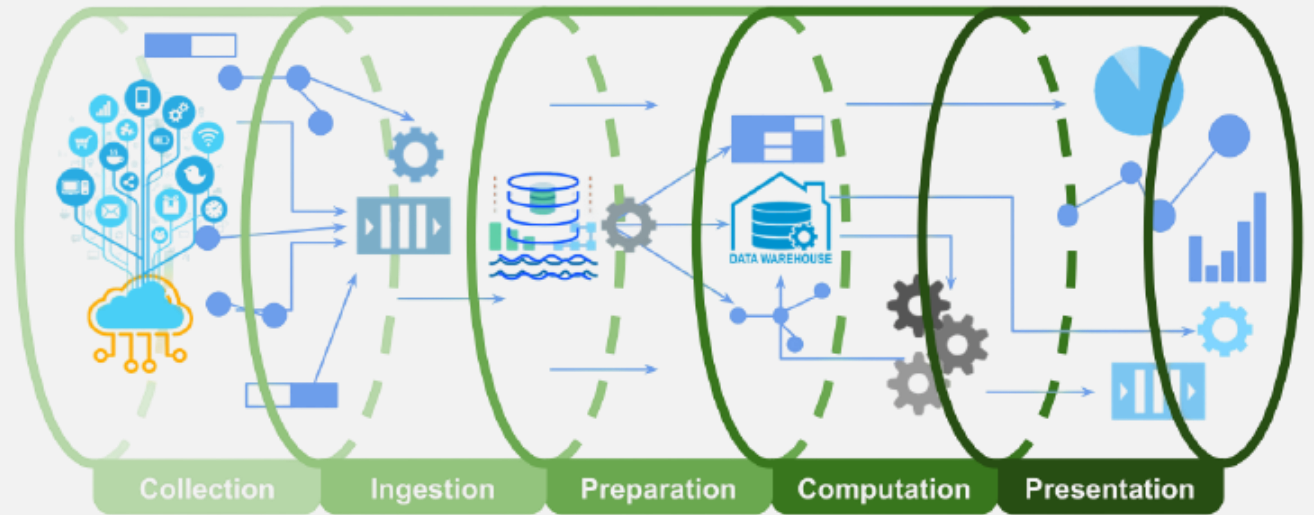 DATA WAREHOUSE
Collection
Ingestion
Preparation
Computation
Presentation